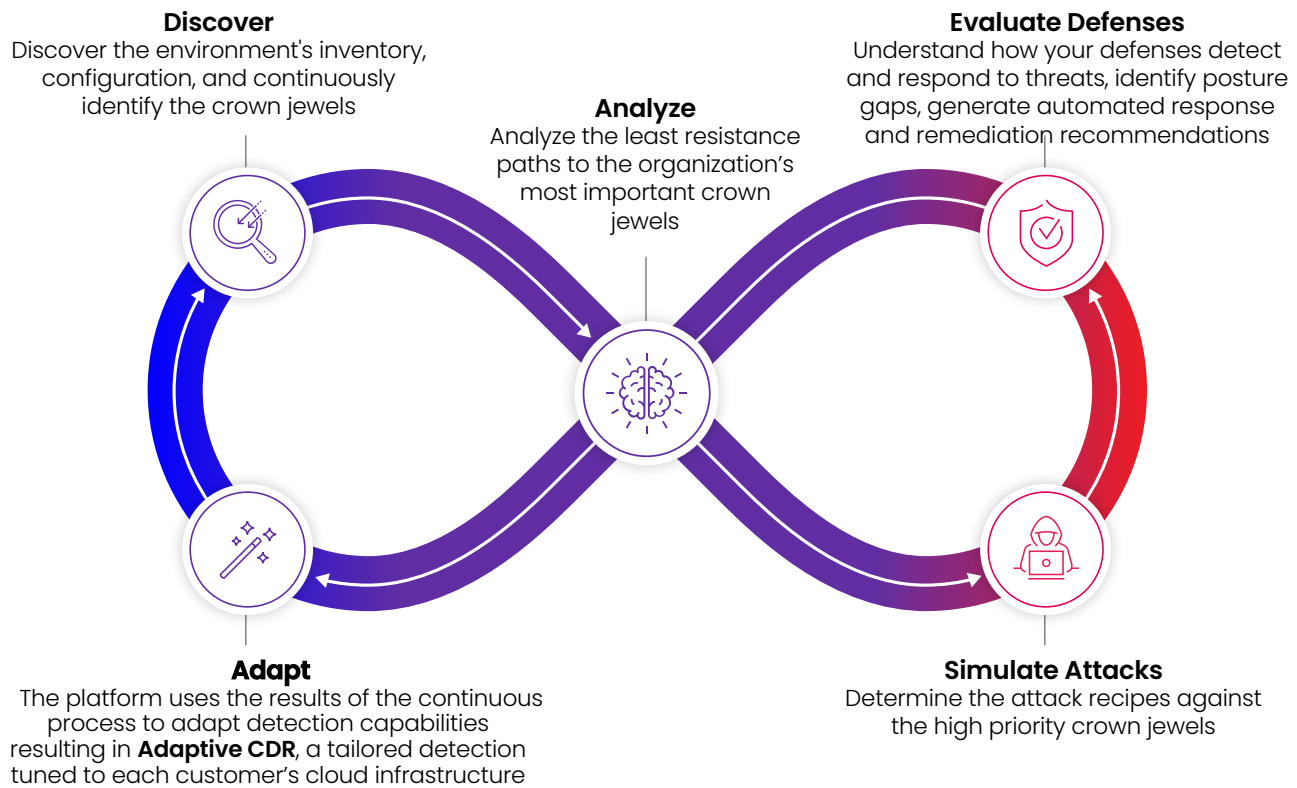 Discover
Discover the environment's inventory,
configuration, and continuously
identify the crown jewels
Analyze
Analyze the least resistance
paths to the organization’s
most important crown
jewels
Evaluate Defenses
Understand how your defenses detect
and respond to threats, identify posture
gaps, generate automated response
and remediation recommendations
Adapt
The platform uses the results of the continuous
process to adapt detection capabilities
resulting in Adaptive CDR, a tailored detection
tuned to each customer’s cloud infrastructure
Simulate Attacks
Determine the attack recipes against
the high priority crown jewels